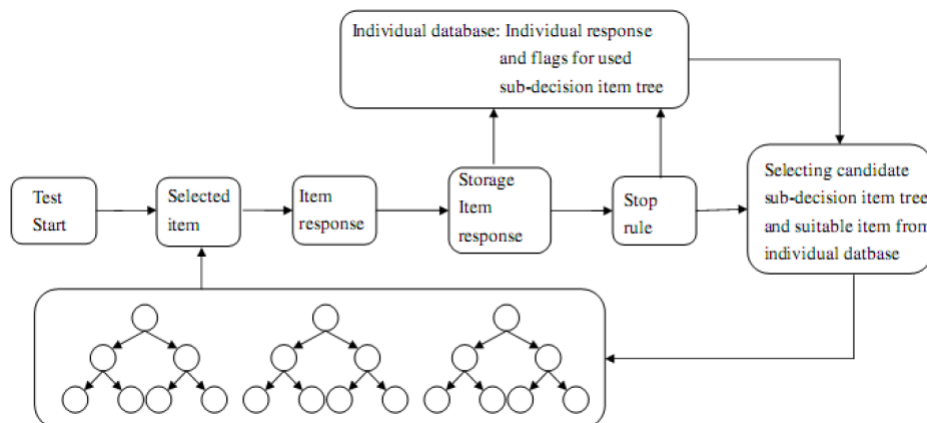 Individual database: Individual response
and flags for used
sub-decision item tree
Test
Start
Selected
item
Item
response
Storage
Item
response
Stop
rule
Selecting candidate
sub-decision item tree
and suitable item from
individual datbase